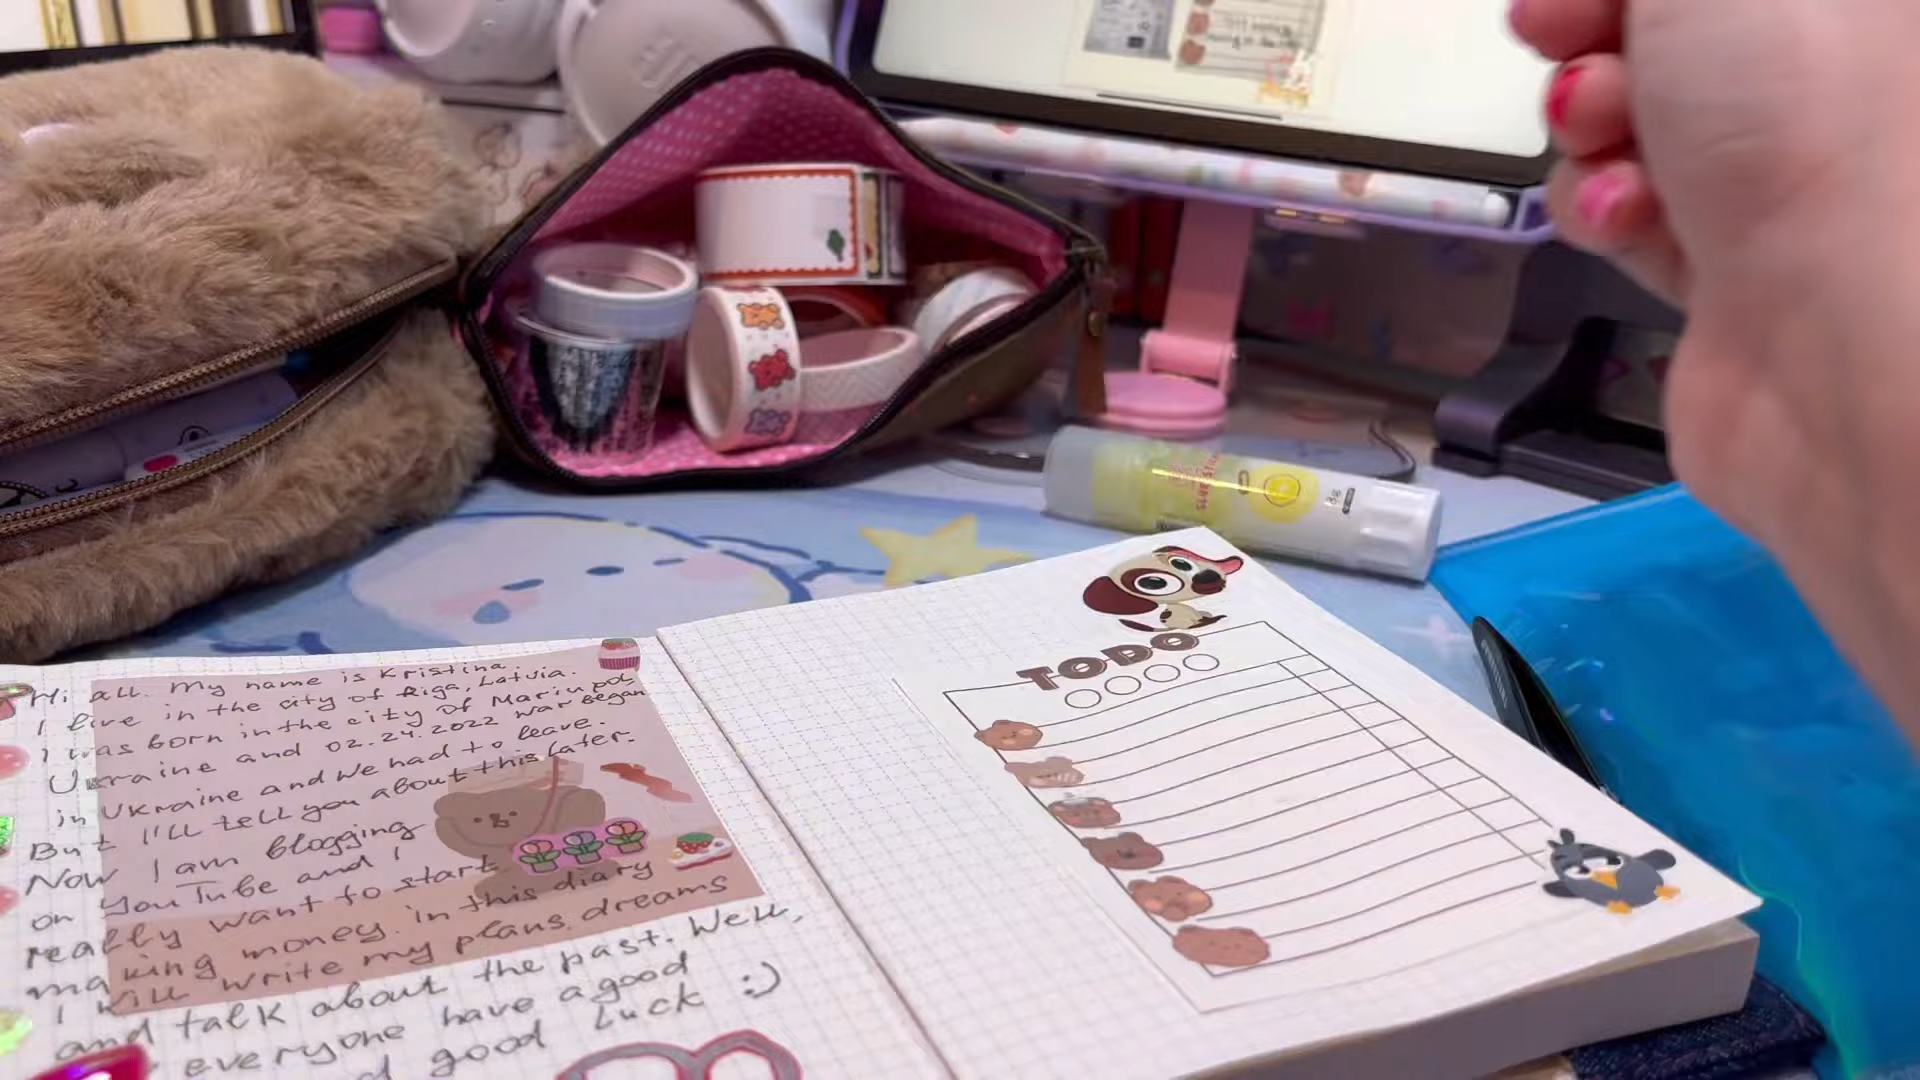 Hi all. My name is Kristina.
I live in the city of Riga, Latvia.
I was born in the city of Mariupol
Ukraine and 02.24.2022 war began
in Ukraine and we had to leave.
But I'll tell you about this later.
Now I am blogging
on YouTube and I
really want to start
making money. in this diary
I will write my plans, dreams
and talk about the past. Well,
everyone have a good
good luck :)
TODO